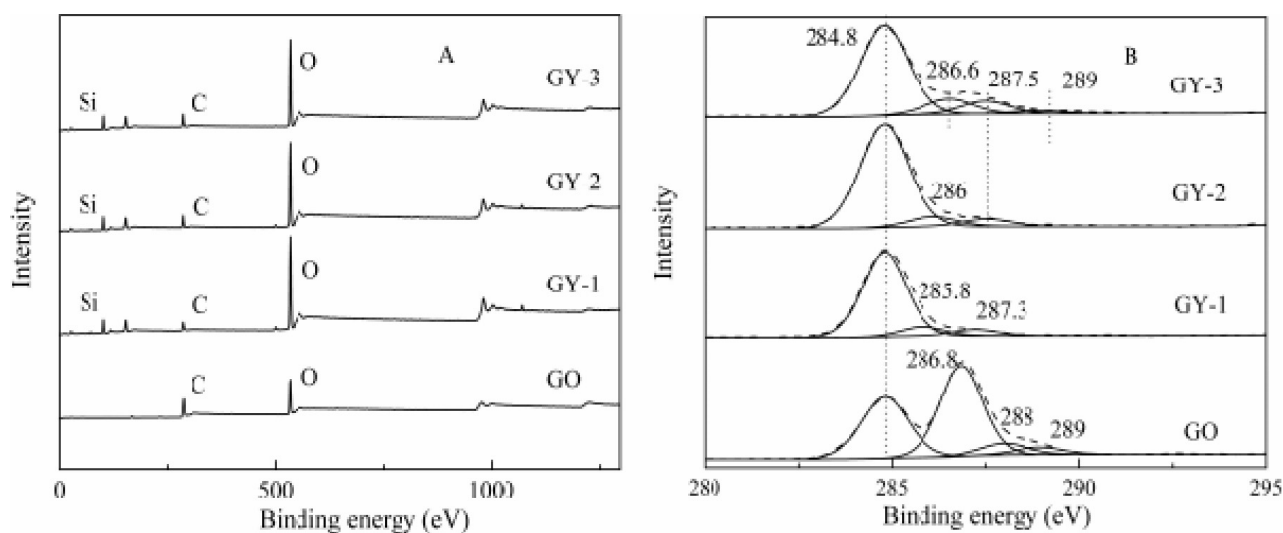 A
O
GY-3
Si
C
O
GY-2
Si
C
O
GY-1
Si
C
O
GO
C
Intensity
0
500
1000
Binding energy (eV)
B
284.8
286.6
287.5
289
GY-3
286
GY-2
285.8
287.3
GY-1
286.8
288
289
GO
Intensity
280
285
290
295
Binding energy (eV)